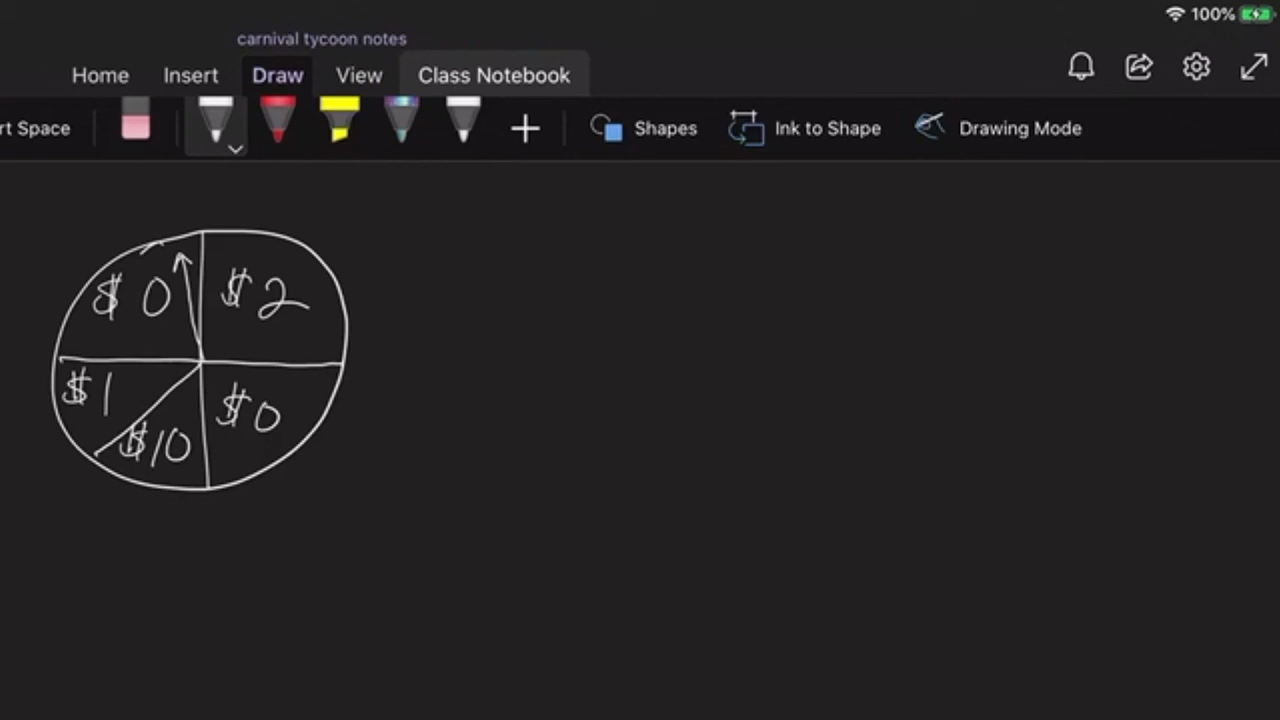 100%
carnival tycoon notes
Home Insert Draw View Class Notebook
rt Space Shapes Ink to Shape Drawing Mode
$0 $2
$1 $0
$10